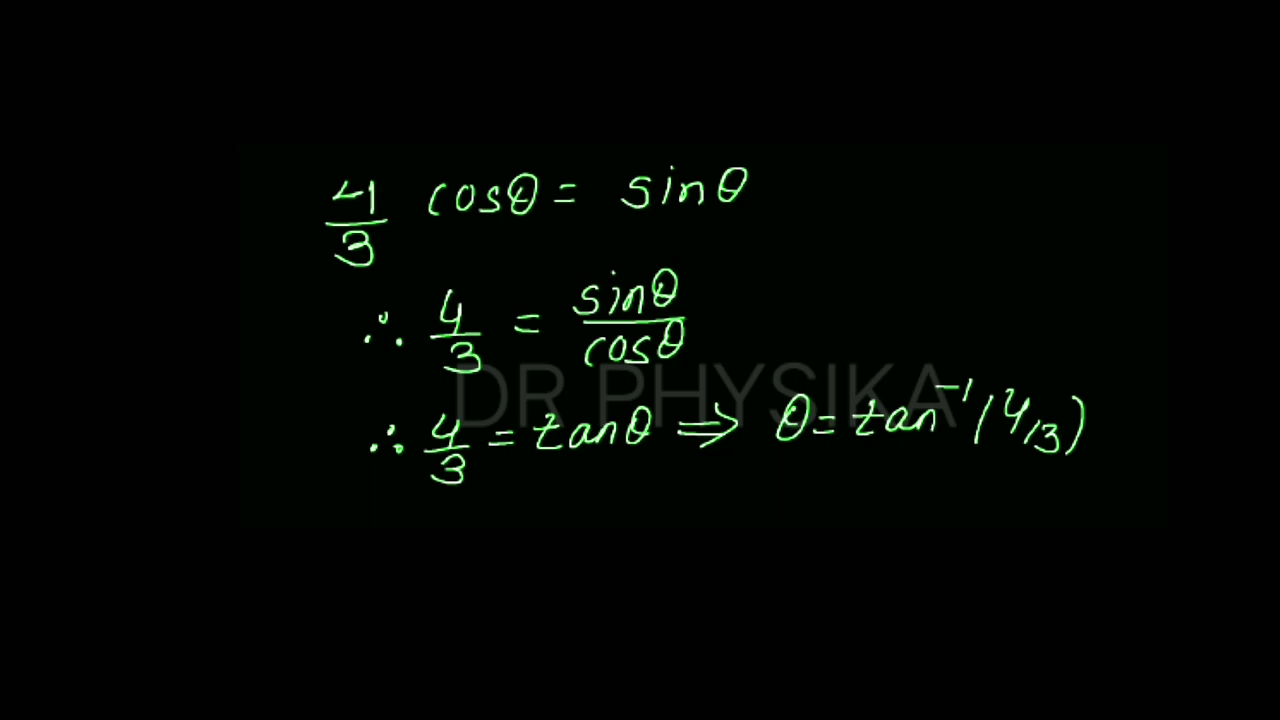 4/3 cosθ = sinθ
∴ 4/3 = sinθ/cosθ
DR PHYSIKA
∴ 4/3 = tanθ ⇒ θ = tan⁻¹(4/3)